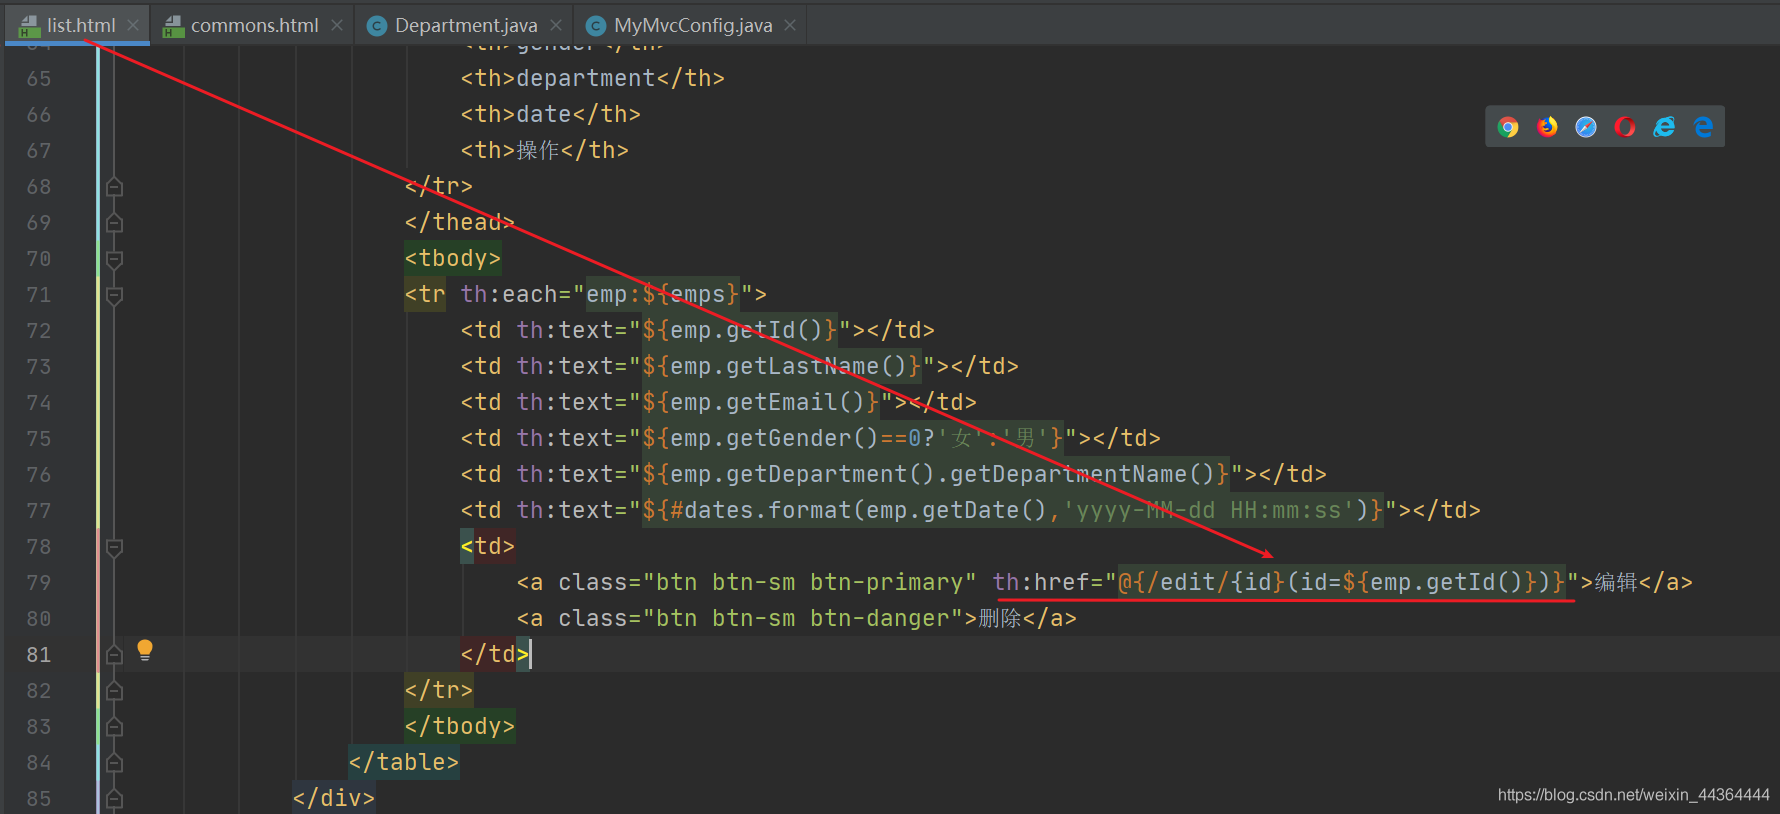 list.html commons.html Department.java MyMvcConfig.java
65 <th>department</th>
66 <th>date</th>
67 <th>操作</th>
68 </tr>
69 </thead>
70 <tbody>
71 <tr th:each="emp:${emps}">
72 <td th:text="${emp.getId()}"></td>
73 <td th:text="${emp.getLastName()}"></td>
74 <td th:text="${emp.getEmail()}"></td>
75 <td th:text="${emp.getGender()==0?'女':'男'}"></td>
76 <td th:text="${emp.getDepartment().getDepartmentName()}"></td>
77 <td th:text="${#dates.format(emp.getDate(),'yyyy-MM-dd HH:mm:ss')}"></td>
78 <td>
79 <a class="btn btn-sm btn-primary" th:href="@{/edit/{id}(id=${emp.getId()})}">编辑</a>
80 <a class="btn btn-sm btn-danger">删除</a>
81 </td>
82 </tr>
83 </tbody>
84 </table>
85 </div>
https://blog.csdn.net/weixin_44364444